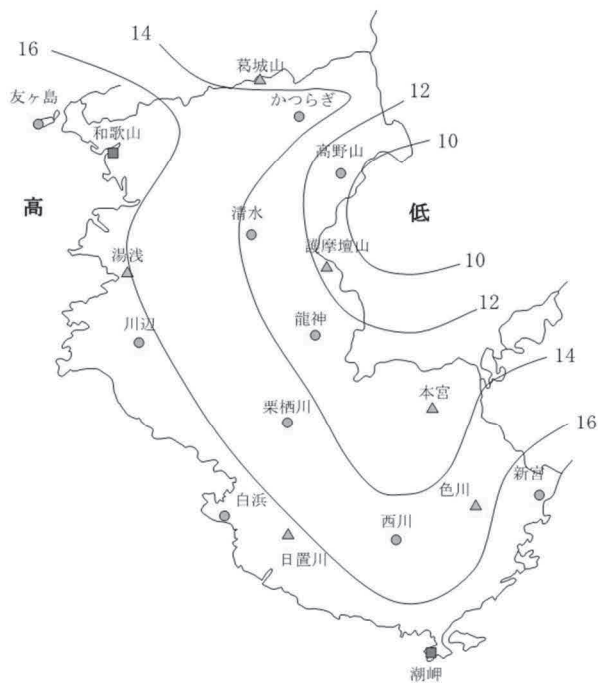 14
16
葛城山
12
友ヶ島
かつらぎ
和歌山
高野山
10
高
清水
低
護摩壇山
湯浅
10
12
川辺
龍神
14
栗栖川
本宮
16
新宮
色川
白浜
西川
日置川
潮岬